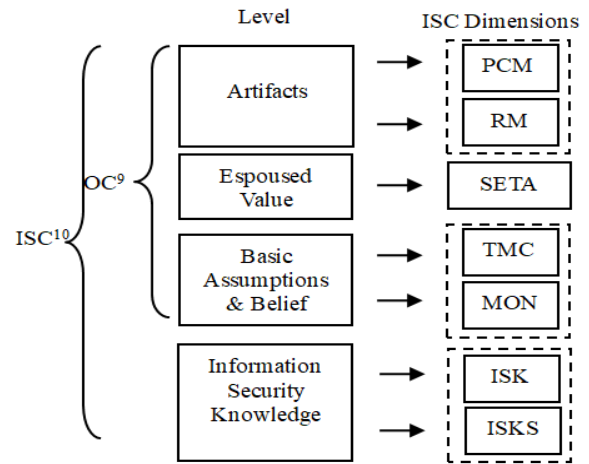 Level
ISC Dimensions
Artifacts
PCM
RM
OC⁹
Espoused
Value
SETA
ISC¹⁰
Basic
Assumptions
& Belief
TMC
MON
Information
Security
Knowledge
ISK
ISKS